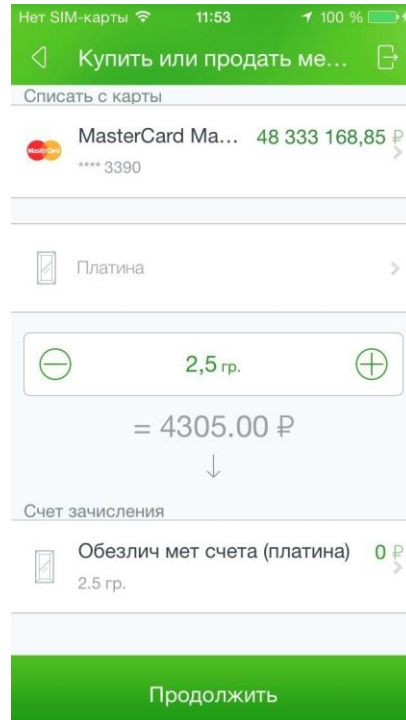 Нет SIM-карты 11:53 100 %
Купить или продать ме...
Списать с карты
MasterCard Ma... 48 333 168,85 ₽
MasterCard
**** 3390
Платина
2,5 гр.
= 4305.00 ₽
Счет зачисления
Обезлич мет счета (платина) 0 ₽
2.5 гр.
Продолжить